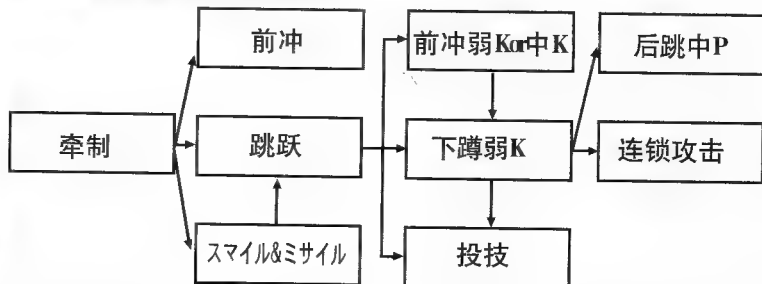 前冲
前冲弱Kor中K
后跳中P
牵制
跳跃
下蹲弱K
连锁攻击
スマイル&ミサイル
投技